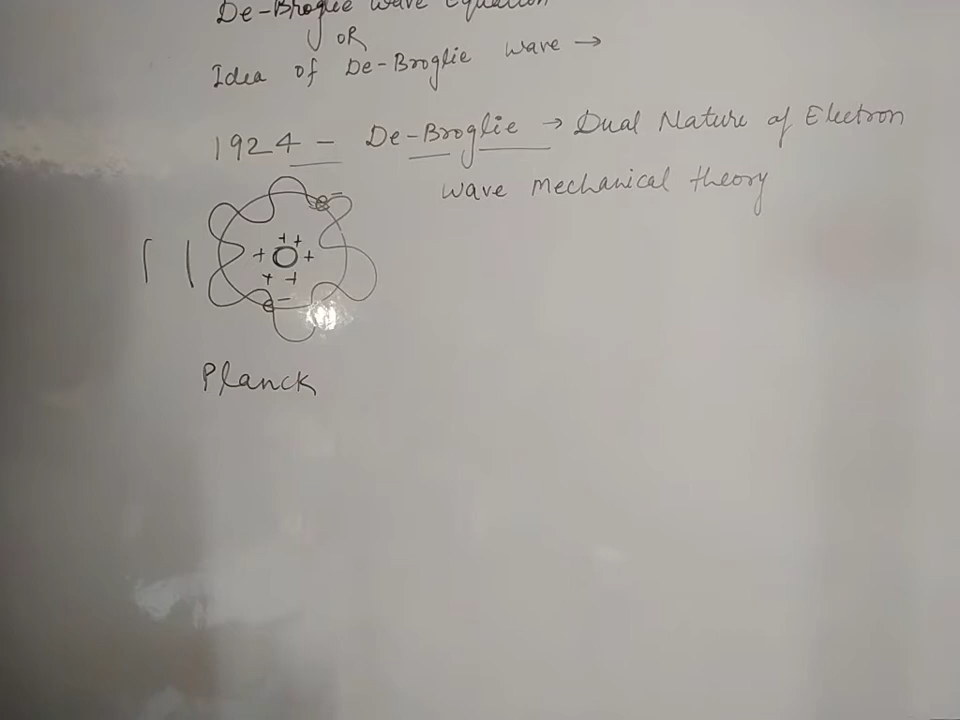 De-Broglie wave Equation
OR
Idea of De-Broglie wave →
1924 - De-Broglie → Dual Nature of Electron
wave mechanical theory
e-
+ +
+ +
+ +
e-
Planck